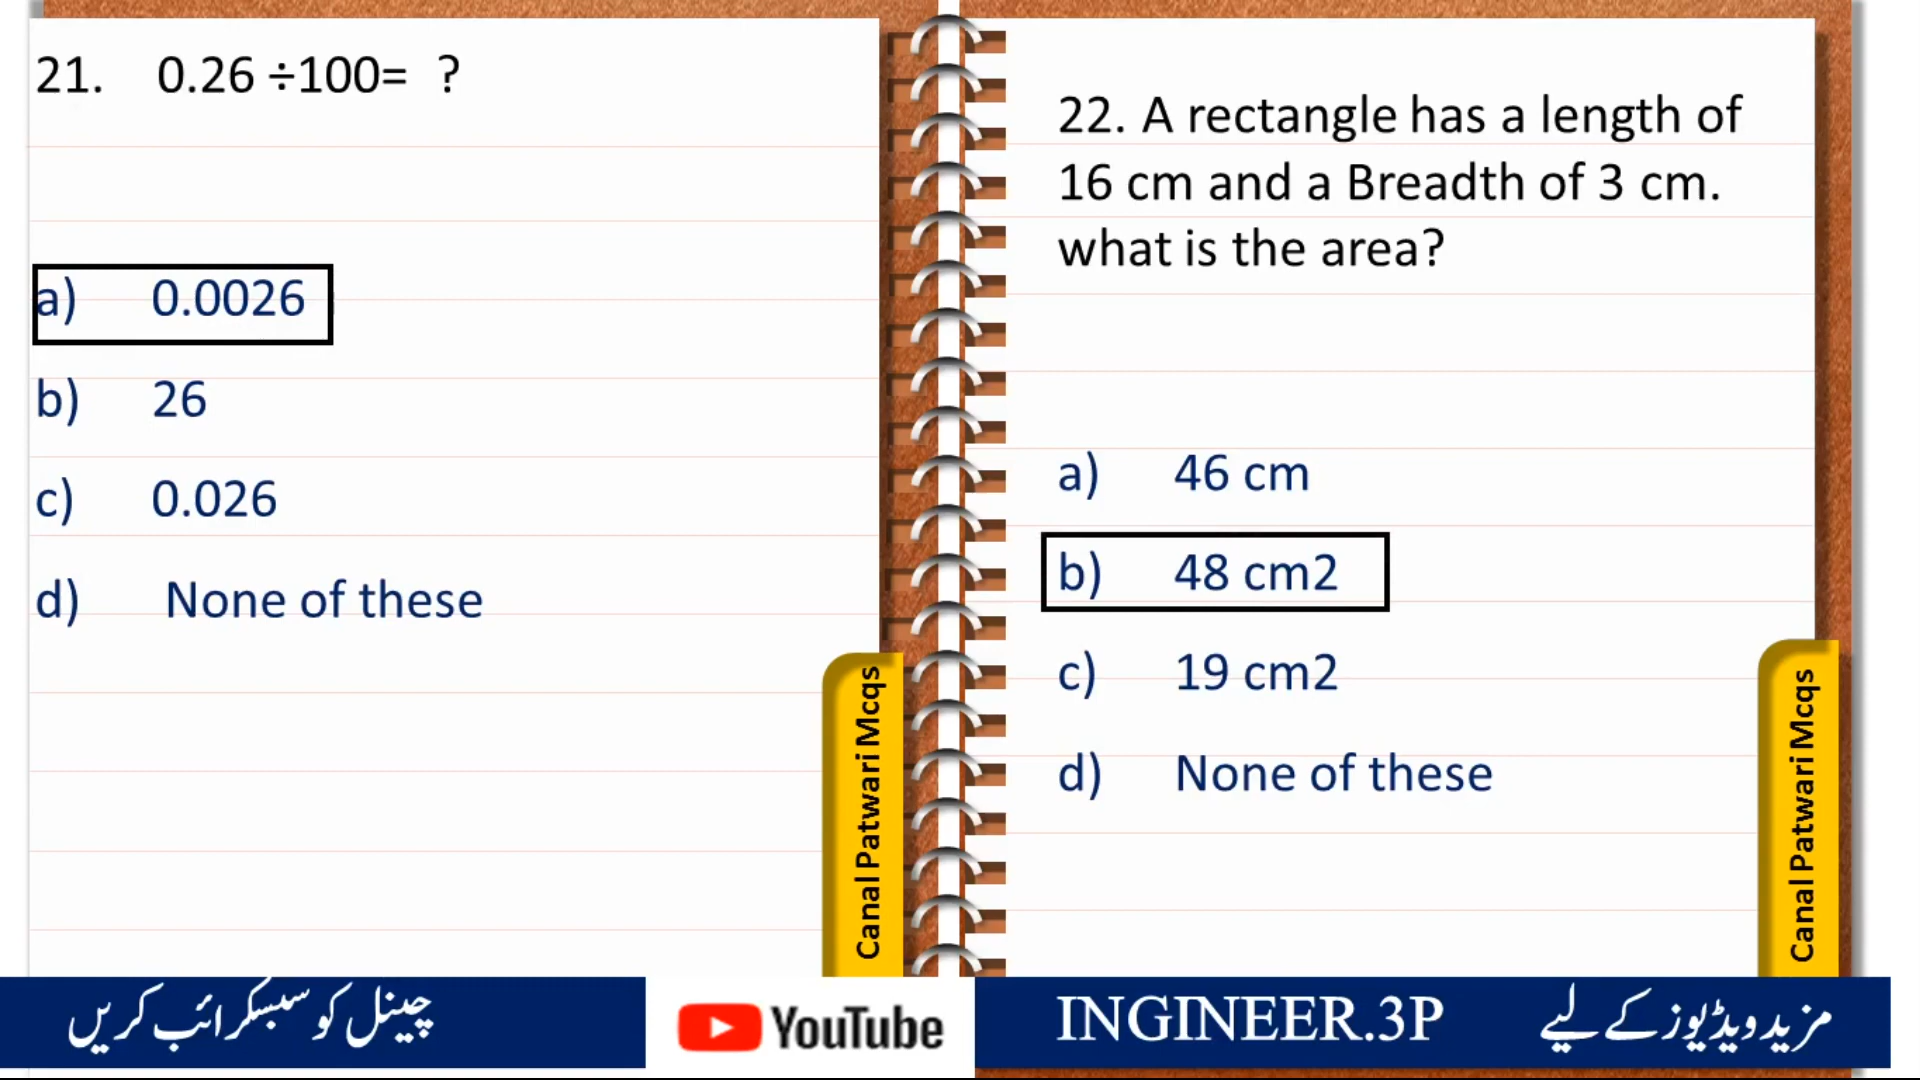 21. 0.26 ÷100= ?
a) 0.0026
b) 26
c) 0.026
d) None of these
Canal Patwari Mcqs
22. A rectangle has a length of
16 cm and a Breadth of 3 cm.
what is the area?
a) 46 cm
b) 48 cm2
c) 19 cm2
d) None of these
Canal Patwari Mcqs
چینل کو سبسکرائب کریں
YouTube
INGINEER.3P
مزید ویڈیوز کے لیے